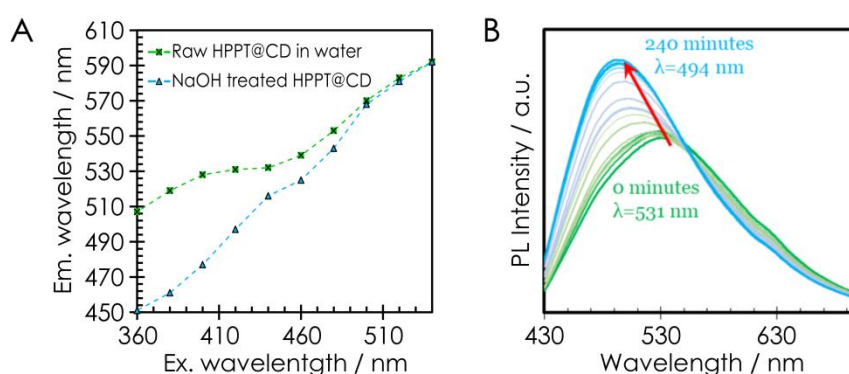 A
Em. wavelength / nm
610
590
570
550
530
510
490
470
450
Raw HPPT@CD in water
NaOH treated HPPT@CD
360
410
460
510
Ex. wavelentgth / nm
B
PL Intensity / a.u.
240 minutes
λ=494 nm
0 minutes
λ=531 nm
430
530
630
Wavelength / nm